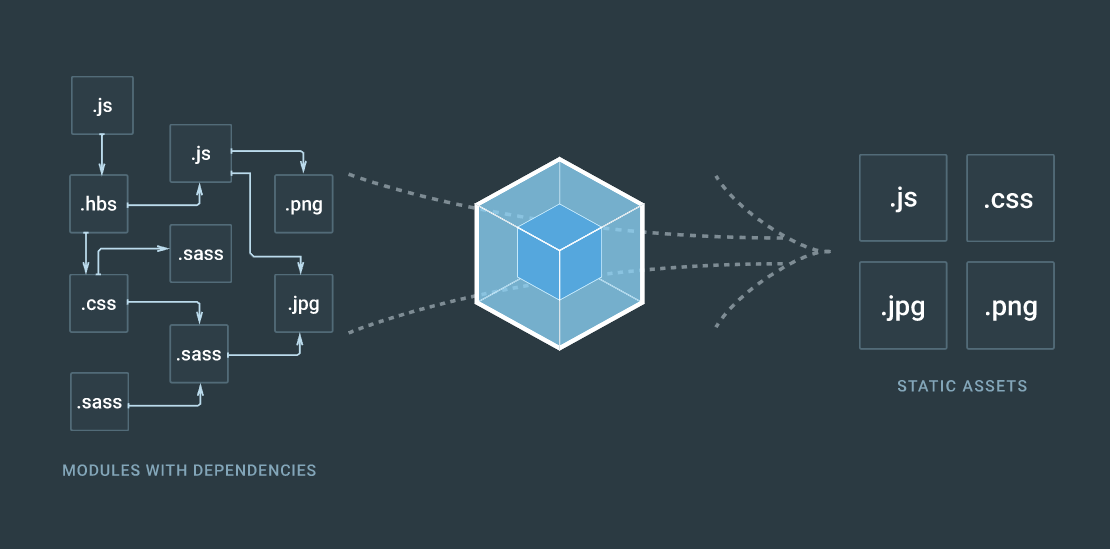 .js
.js
.hbs
.png
.sass
.css
.jpg
.sass
.sass
MODULES WITH DEPENDENCIES
.js
.css
.jpg
.png
STATIC ASSETS